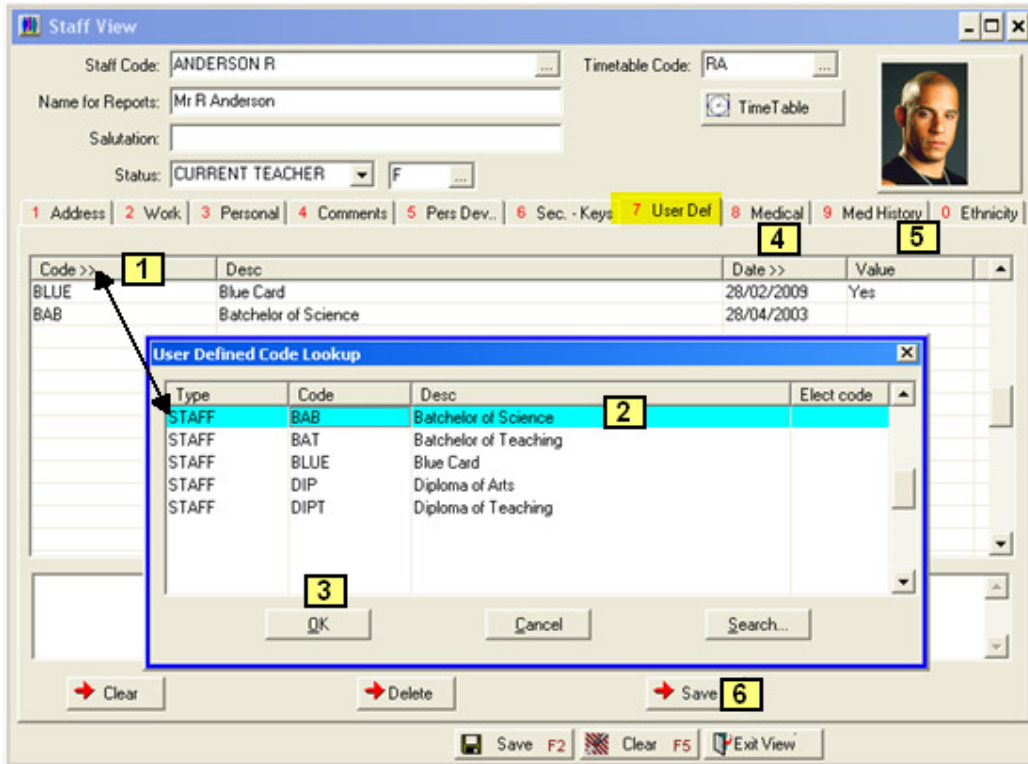 Staff View
Staff Code: ANDERSON R ... Timetable Code: RA ...
Name for Reports: Mr R Anderson TimeTable
Salutation:
Status: CURRENT TEACHER F ...
1 Address 2 Work 3 Personal 4 Comments 5 Pers Dev.. 6 Sec. - Keys 7 User Def 8 Medical 9 Med History 0 Ethnicity
4 5
Code >> 1 Desc Date >> Value
BLUE Blue Card 28/02/2009 Yes
BAB Batchelor of Science 28/04/2003
User Defined Code Lookup
Type Code Desc Elect code
STAFF BAB Batchelor of Science 2
STAFF BAT Batchelor of Teaching
STAFF BLUE Blue Card
STAFF DIP Diploma of Arts
STAFF DIPT Diploma of Teaching
3
OK Cancel Search...
Clear Delete Save 6
Save F2 Clear F5 Exit View